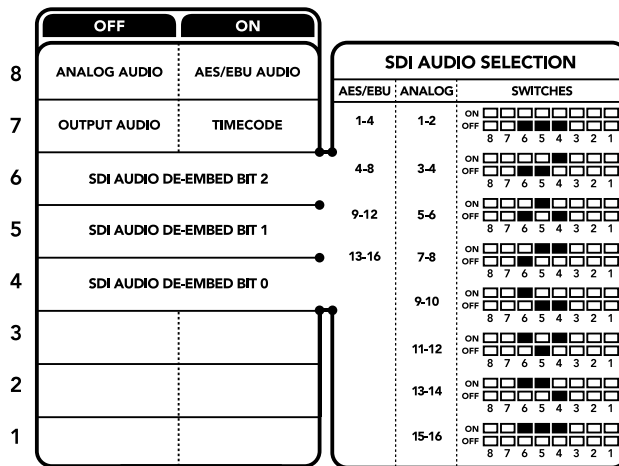 OFF ON
8 ANALOG AUDIO AES/EBU AUDIO
7 OUTPUT AUDIO TIMECODE
6 SDI AUDIO DE-EMBED BIT 2
5 SDI AUDIO DE-EMBED BIT 1
4 SDI AUDIO DE-EMBED BIT 0
3
2
1
SDI AUDIO SELECTION
AES/EBU ANALOG SWITCHES
1-4 1-2 ON
OFF
8 7 6 5 4 3 2 1
4-8 3-4 ON
OFF
8 7 6 5 4 3 2 1
9-12 5-6 ON
OFF
8 7 6 5 4 3 2 1
13-16 7-8 ON
OFF
8 7 6 5 4 3 2 1
9-10 ON
OFF
8 7 6 5 4 3 2 1
11-12 ON
OFF
8 7 6 5 4 3 2 1
13-14 ON
OFF
8 7 6 5 4 3 2 1
15-16 ON
OFF
8 7 6 5 4 3 2 1